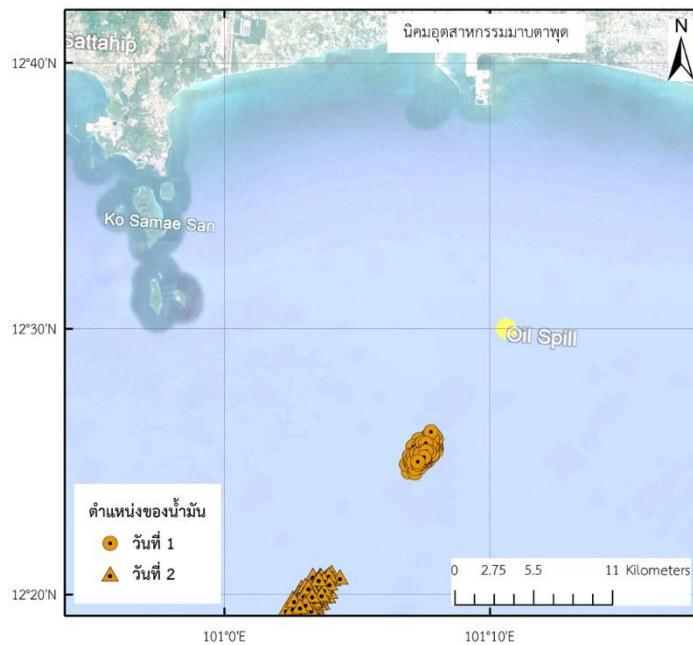 นิคมอุตสาหกรรมมาบตาพุด
N
Sattahip
12°40'N
Ko Samae San
12°30'N
Oil Spill
ตำแหน่งของน้ำมัน
วันที่ 1
วันที่ 2
0 2.75 5.5 11 Kilometers
12°20'N
101°0'E
101°10'E